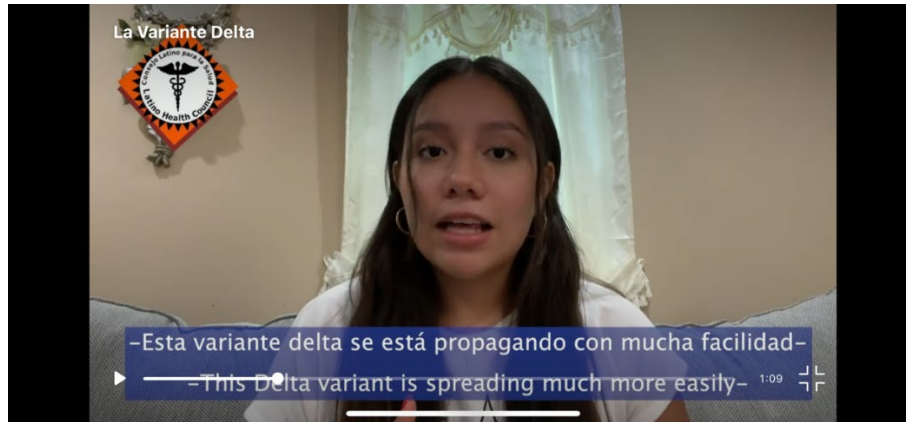 La Variante Delta
Consejo Latino para la Salud
Latino Health Council
-Esta variante delta se está propagando con mucha facilidad-
-This Delta variant is spreading much more easily-
1:09